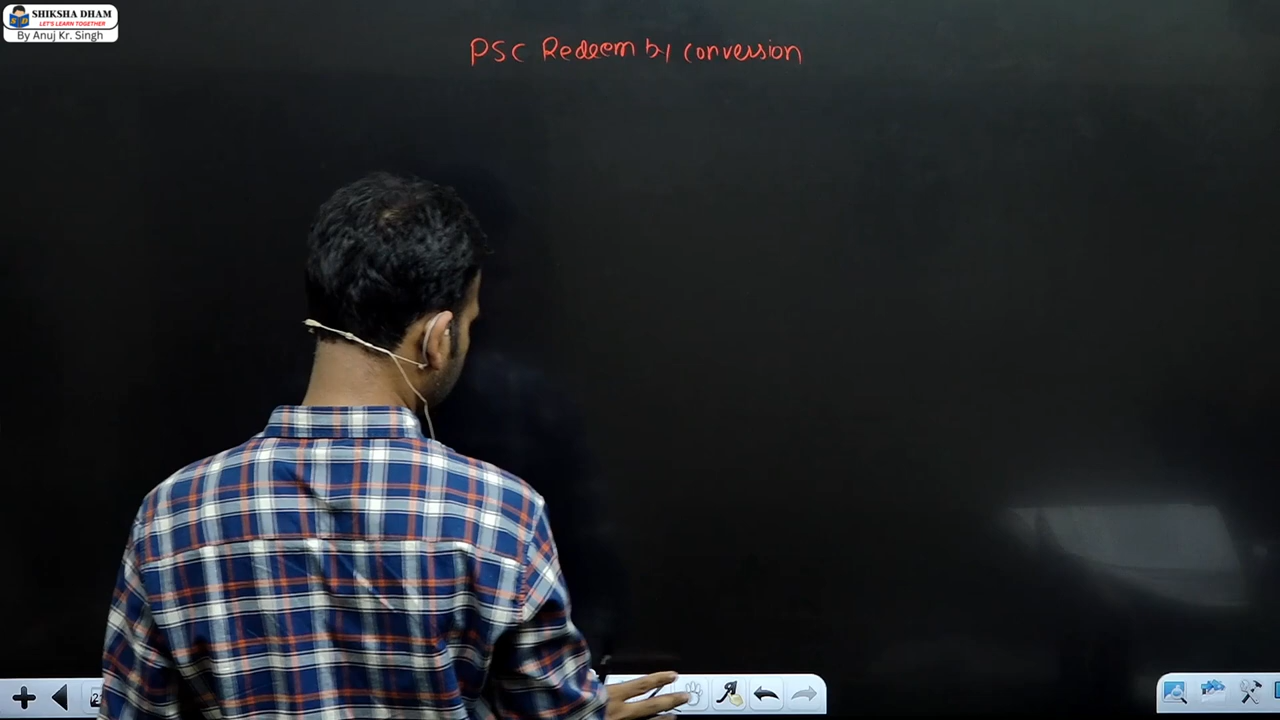 SHIKSHA DHAM
LET'S LEARN TOGETHER
By Anuj Kr. Singh
PSC Redeem by conversion